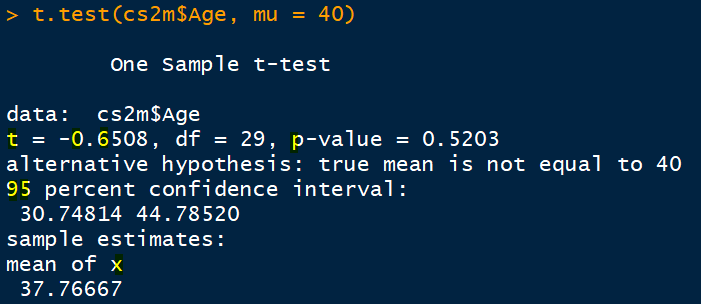 > t.test(cs2m$Age, mu = 40)
One Sample t-test
data:  cs2m$Age
t = -0.6508, df = 29, p-value = 0.5203
alternative hypothesis: true mean is not equal to 40
95 percent confidence interval:
30.74814 44.78520
sample estimates:
mean of x
37.76667